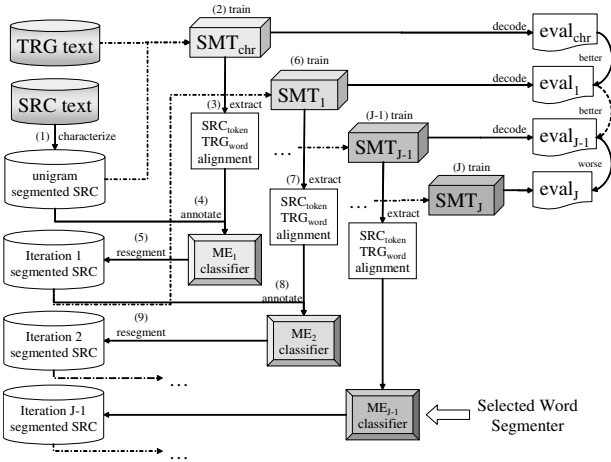 TRG text
SRC text
(1) characterize
unigram
segmented SRC
(2) train
SMTchr
decode
evalchr
better
(3) extract
SRCtoken
TRGword
alignment
(4)
annotate
(5)
resegment
ME1
classifier
Iteration 1
segmented SRC
(6) train
SMT1
decode
eval1
better
(7)
extract
SRCtoken
TRGword
alignment
(8)
annotate
(9)
resegment
ME2
classifier
Iteration 2
segmented SRC
...
...
(J-1) train
SMTJ-1
decode
evalJ-1
worse
extract
SRCtoken
TRGword
alignment
...
(J) train
SMTJ
evalJ
MEJ-1
classifier
Selected Word
Segmenter
Iteration J-1
segmented SRC
...